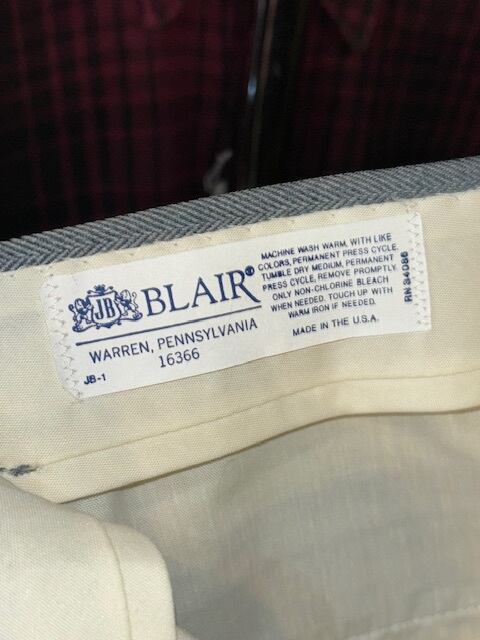 JB
BLAIR®
WARREN, PENNSYLVANIA
16366
JB-1
MACHINE WASH WARM, WITH LIKE
COLORS, PERMANENT PRESS CYCLE.
TUMBLE DRY MEDIUM, PERMANENT
PRESS CYCLE, REMOVE PROMPTLY.
ONLY NON-CHLORINE BLEACH
WHEN NEEDED. TOUCH UP WITH
WARM IRON IF NEEDED.
MADE IN THE U.S.A.
RN 34085